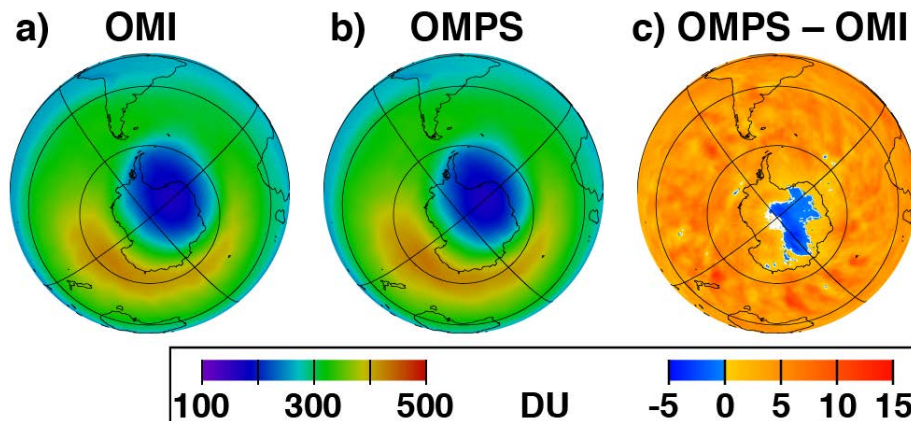 a) OMI b) OMPS c) OMPS – OMI
100 300 500 DU -5 0 5 10 15